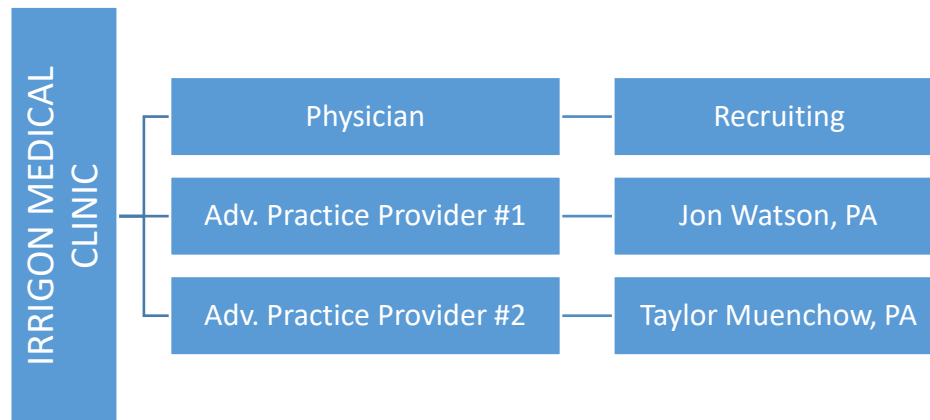 IRRIGON MEDICAL
CLINIC
Physician
Recruiting
Adv. Practice Provider #1
Jon Watson, PA
Adv. Practice Provider #2
Taylor Muenchow, PA